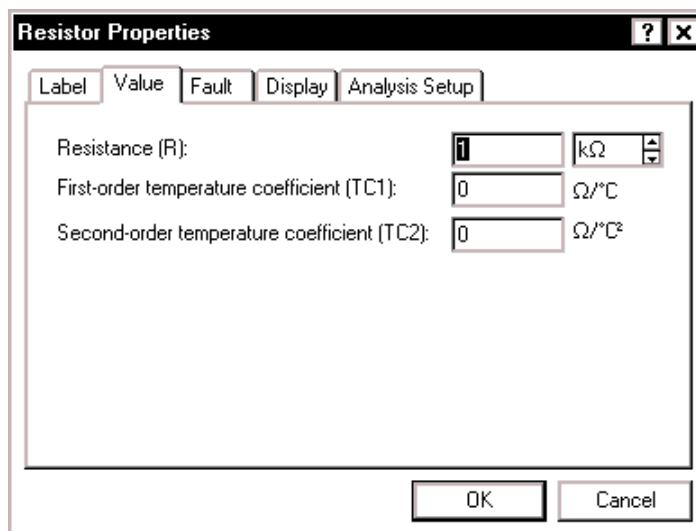 Resistor Properties ? X
Label Value Fault Display Analysis Setup
Resistance (R): 1 kΩ
First-order temperature coefficient (TC1): 0 Ω/°C
Second-order temperature coefficient (TC2): 0 Ω/°C²
OK Cancel